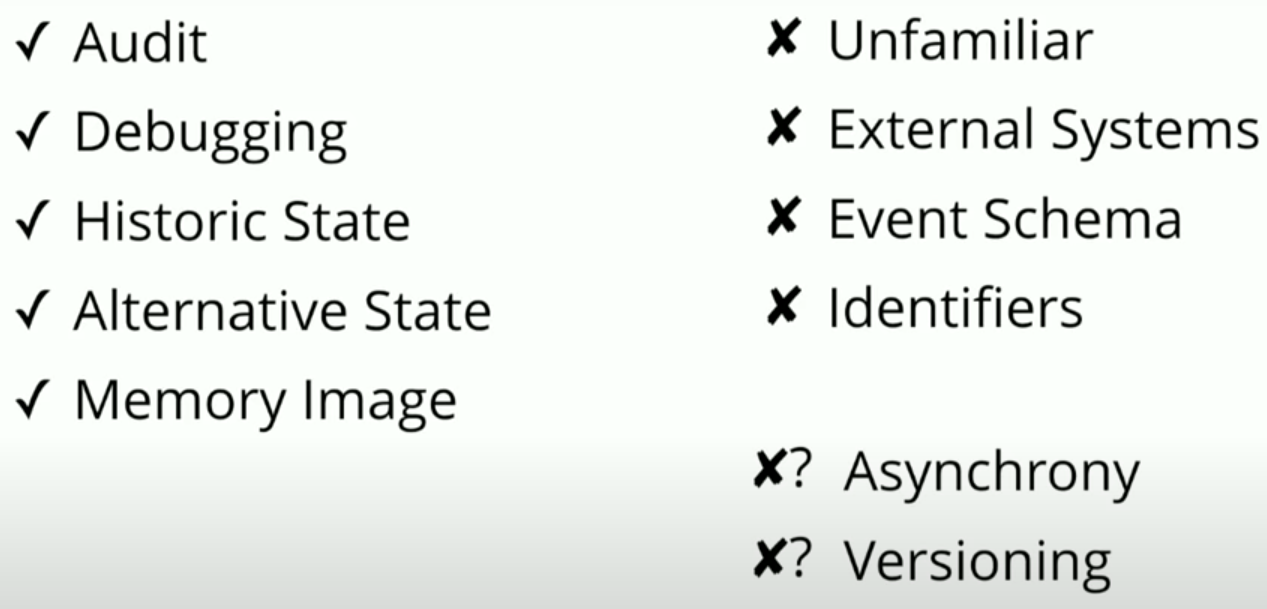 ✓ Audit
✓ Debugging
✓ Historic State
✓ Alternative State
✓ Memory Image
✘ Unfamiliar
✘ External Systems
✘ Event Schema
✘ Identifiers
✘? Asynchrony
✘? Versioning